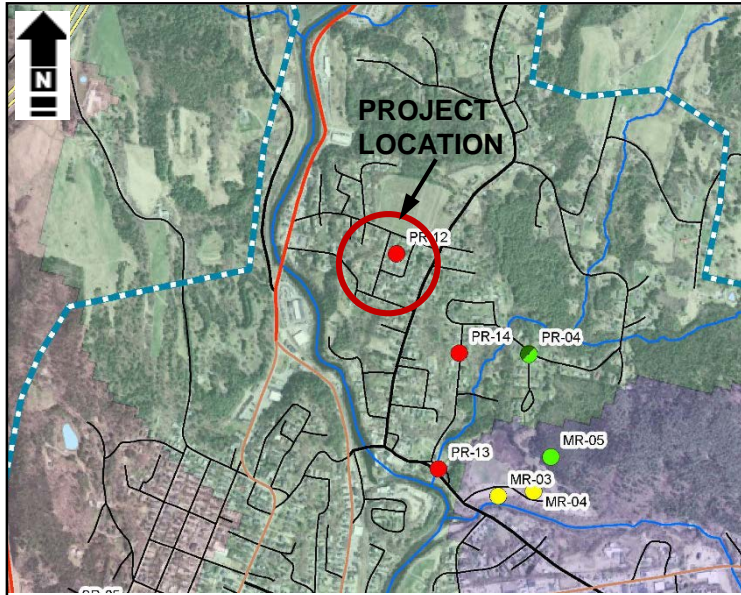 N
PROJECT
LOCATION
PR-12
PR-14
PR-04
PR-13
MR-05
MR-03
MR-04